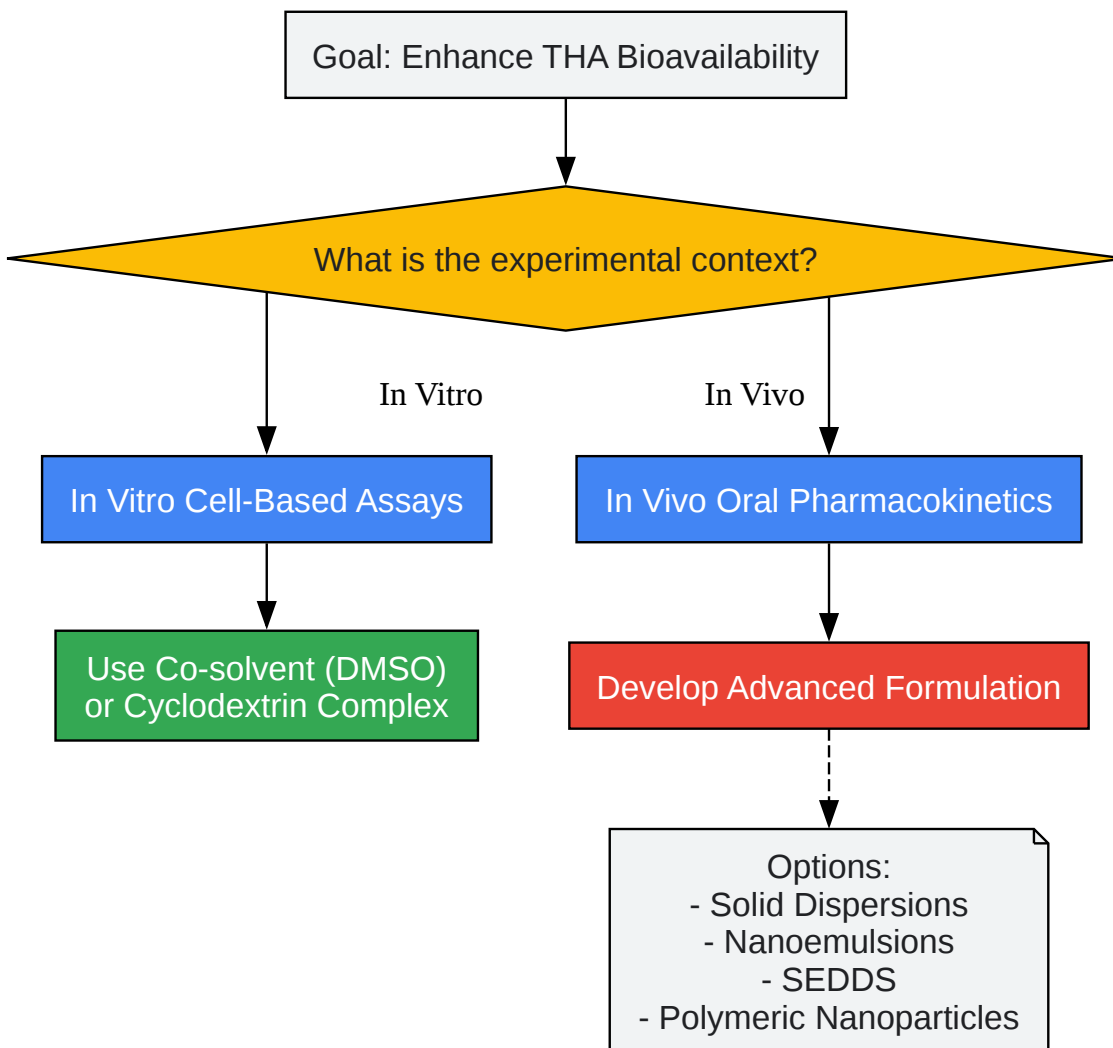 Goal: Enhance THA Bioavailability
What is the experimental context?
In Vitro
In Vivo
In Vitro Cell-Based Assays
In Vivo Oral Pharmacokinetics
Use Co-solvent (DMSO)
or Cyclodextrin Complex
Develop Advanced Formulation
Options:
- Solid Dispersions
- Nanoemulsions
- SEDDS
- Polymeric Nanoparticles